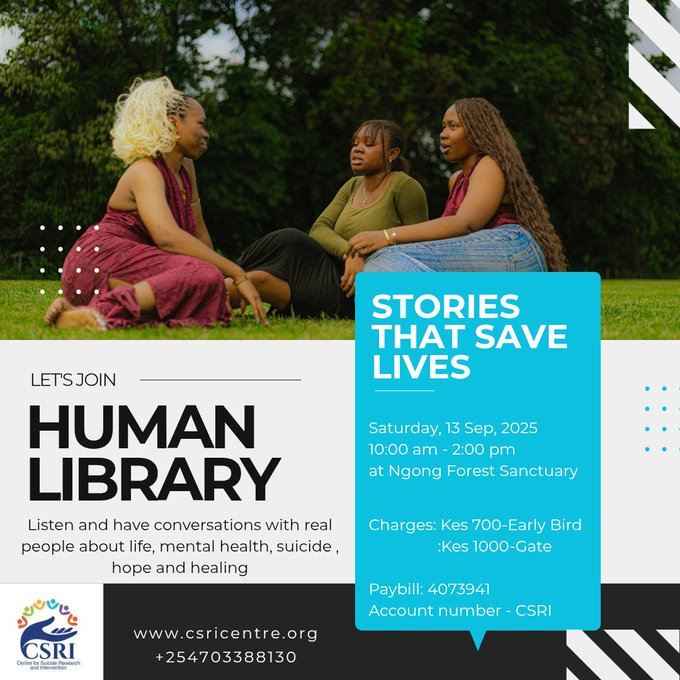 STORIES
THAT SAVE
LIVES
Saturday, 13 Sep, 2025
10:00 am - 2:00 pm
at Ngong Forest Sanctuary
Charges: Kes 700-Early Bird
:Kes 1000-Gate
Paybill: 4073941
Account number - CSRI
LET'S JOIN
HUMAN
LIBRARY
Listen and have conversations with real
people about life, mental health, suicide ,
hope and healing
CSRI
Centre for Suicide Research
and Intervention
www.csricentre.org
+254703388130